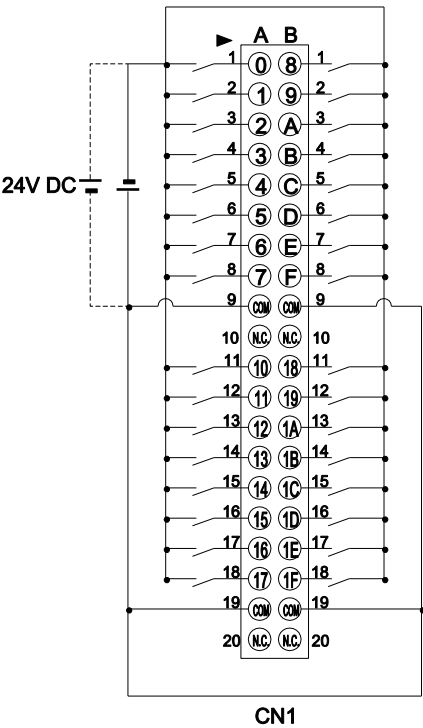 A B
1 0 8 1
2 1 9 2
3 2 A 3
4 3 B 4
5 4 C 5
24V DC
6 5 D 6
7 6 E 7
8 7 F 8
9 COM COM 9
10 N.C. N.C. 10
11 10 18 11
12 11 19 12
13 12 1A 13
14 13 1B 14
15 14 1C 15
16 15 1D 16
17 16 1E 17
18 17 1F 18
19 COM COM 19
20 N.C. N.C. 20
CN1